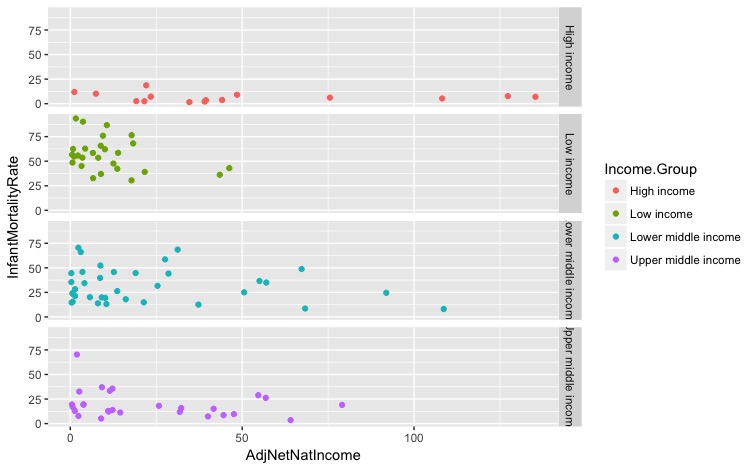 InfantMortalityRate
75
50
25
0
High income
75
50
25
0
Low income
75
50
25
0
ower middle incom
75
50
25
0
pper middle incom
0
50
100
AdjNetNatIncome
Income.Group
High income
Low income
Lower middle income
Upper middle income